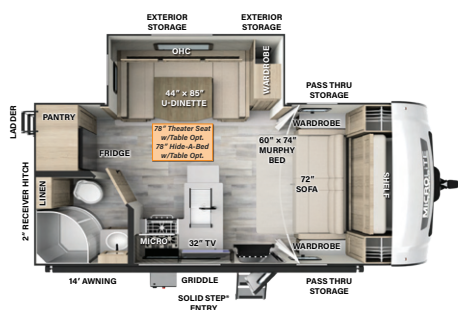 EXTERIOR
STORAGE
EXTERIOR
STORAGE
OHC
WARDROBE
44" x 85"
U-DINETTE
PASS THRU
STORAGE
LADDER
PANTRY
WARDROBE
78" Theater Seat
w/Table Opt.
78" Hide-A-Bed
w/Table Opt.
60" x 74"
MURPHY
BED
FRIDGE
72"
SOFA
SHELF
MICROLITE
2" RECEIVER HITCH
LINEN
MICRO
32" TV
WARDROBE
14' AWNING
GRIDDLE
PASS THRU
STORAGE
SOLID STEP®
ENTRY